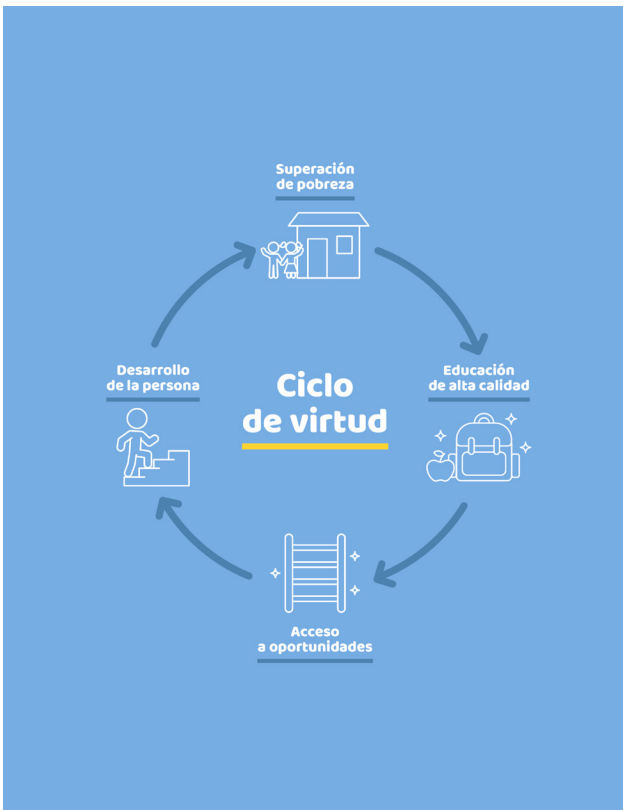 Superación
de pobreza
Desarrollo
de la persona
Ciclo
de virtud
Educación
de alta calidad
Acceso
a oportunidades